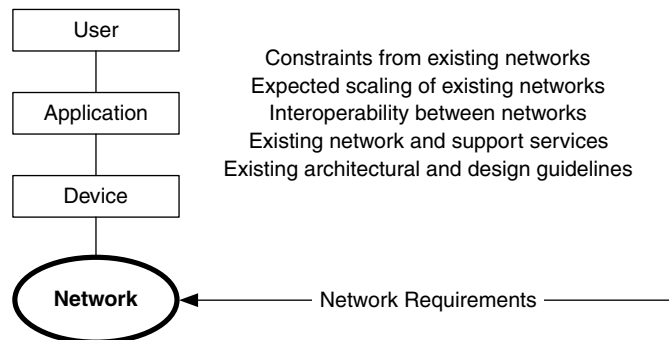 User
Application
Device
Network
Constraints from existing networks
Expected scaling of existing networks
Interoperability between networks
Existing network and support services
Existing architectural and design guidelines
Network Requirements